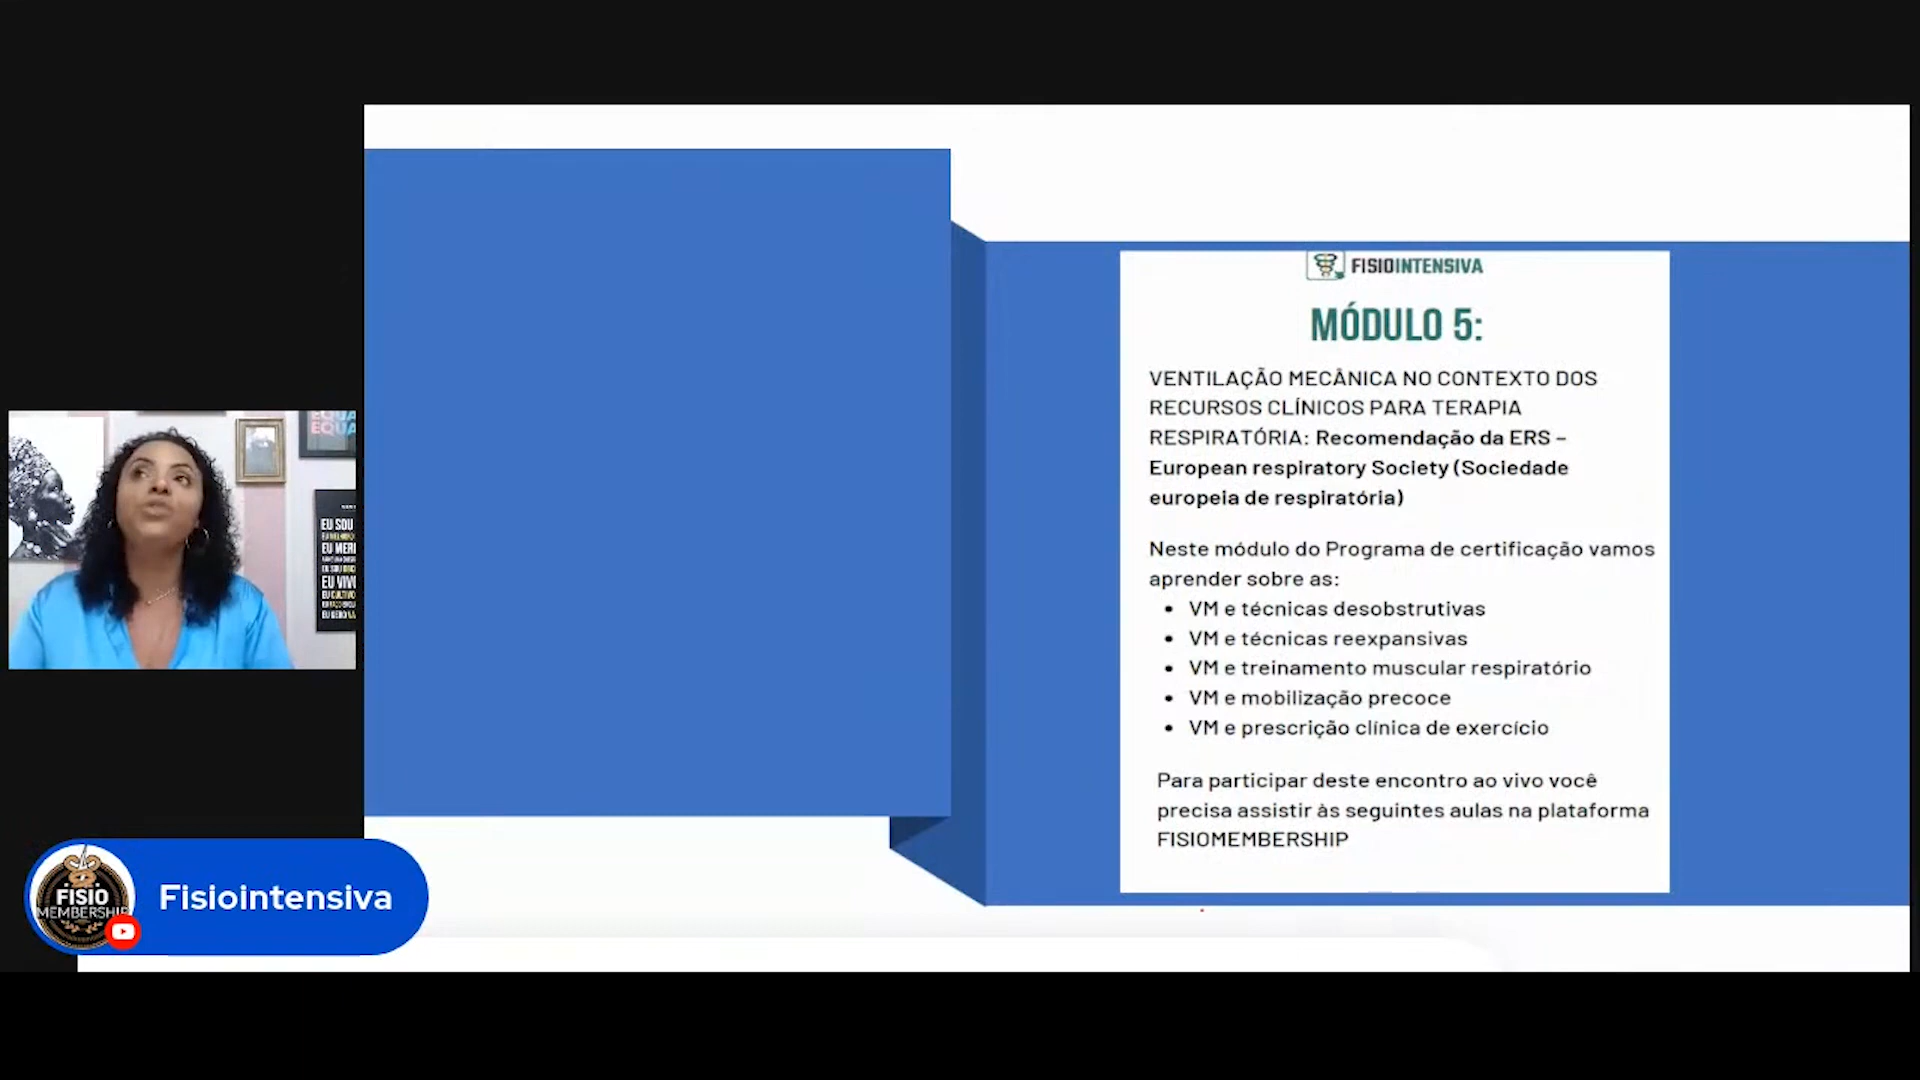 FISIOINTENSIVA
MÓDULO 5:
VENTILAÇÃO MECÂNICA NO CONTEXTO DOS
RECURSOS CLÍNICOS PARA TERAPIA
RESPIRATÓRIA: Recomendação da ERS –
European respiratory Society (Sociedade
europeia de respiratória)
Neste módulo do Programa de certificação vamos
aprender sobre as:
• VM e técnicas desobstrutivas
• VM e técnicas reexpansivas
• VM e treinamento muscular respiratório
• VM e mobilização precoce
• VM e prescrição clínica de exercício
Para participar deste encontro ao vivo você
precisa assistir às seguintes aulas na plataforma
FISIOMEMBERSHIP
EQUA
EU SOU
EU MERE
EU VIVO
FISIO
MEMBERSHIP
Fisiointensiva